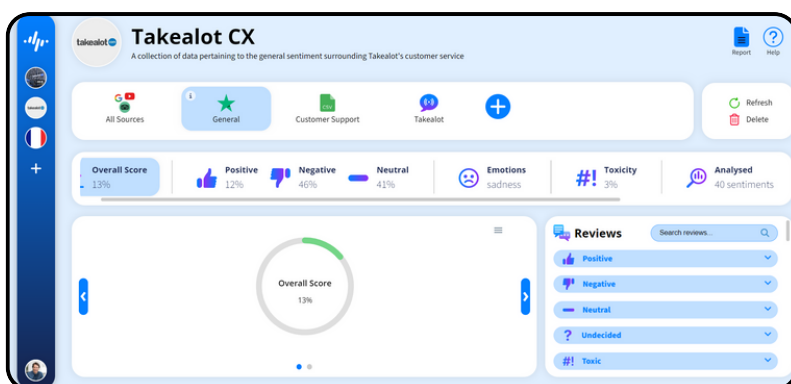 takealot
Takealot CX
A collection of data pertaining to the general sentiment surrounding Takealot's customer service
Report
Help
All Sources
i
General
CSV
Customer Support
Takealot
Refresh
Delete
Overall Score
13%
Positive
12%
Negative
46%
Neutral
41%
Emotions
sadness
#!
Toxicity
3%
Analysed
40 sentiments
Overall Score
13%
Reviews
Search reviews...
Positive
Negative
Neutral
? Undecided
#! Toxic